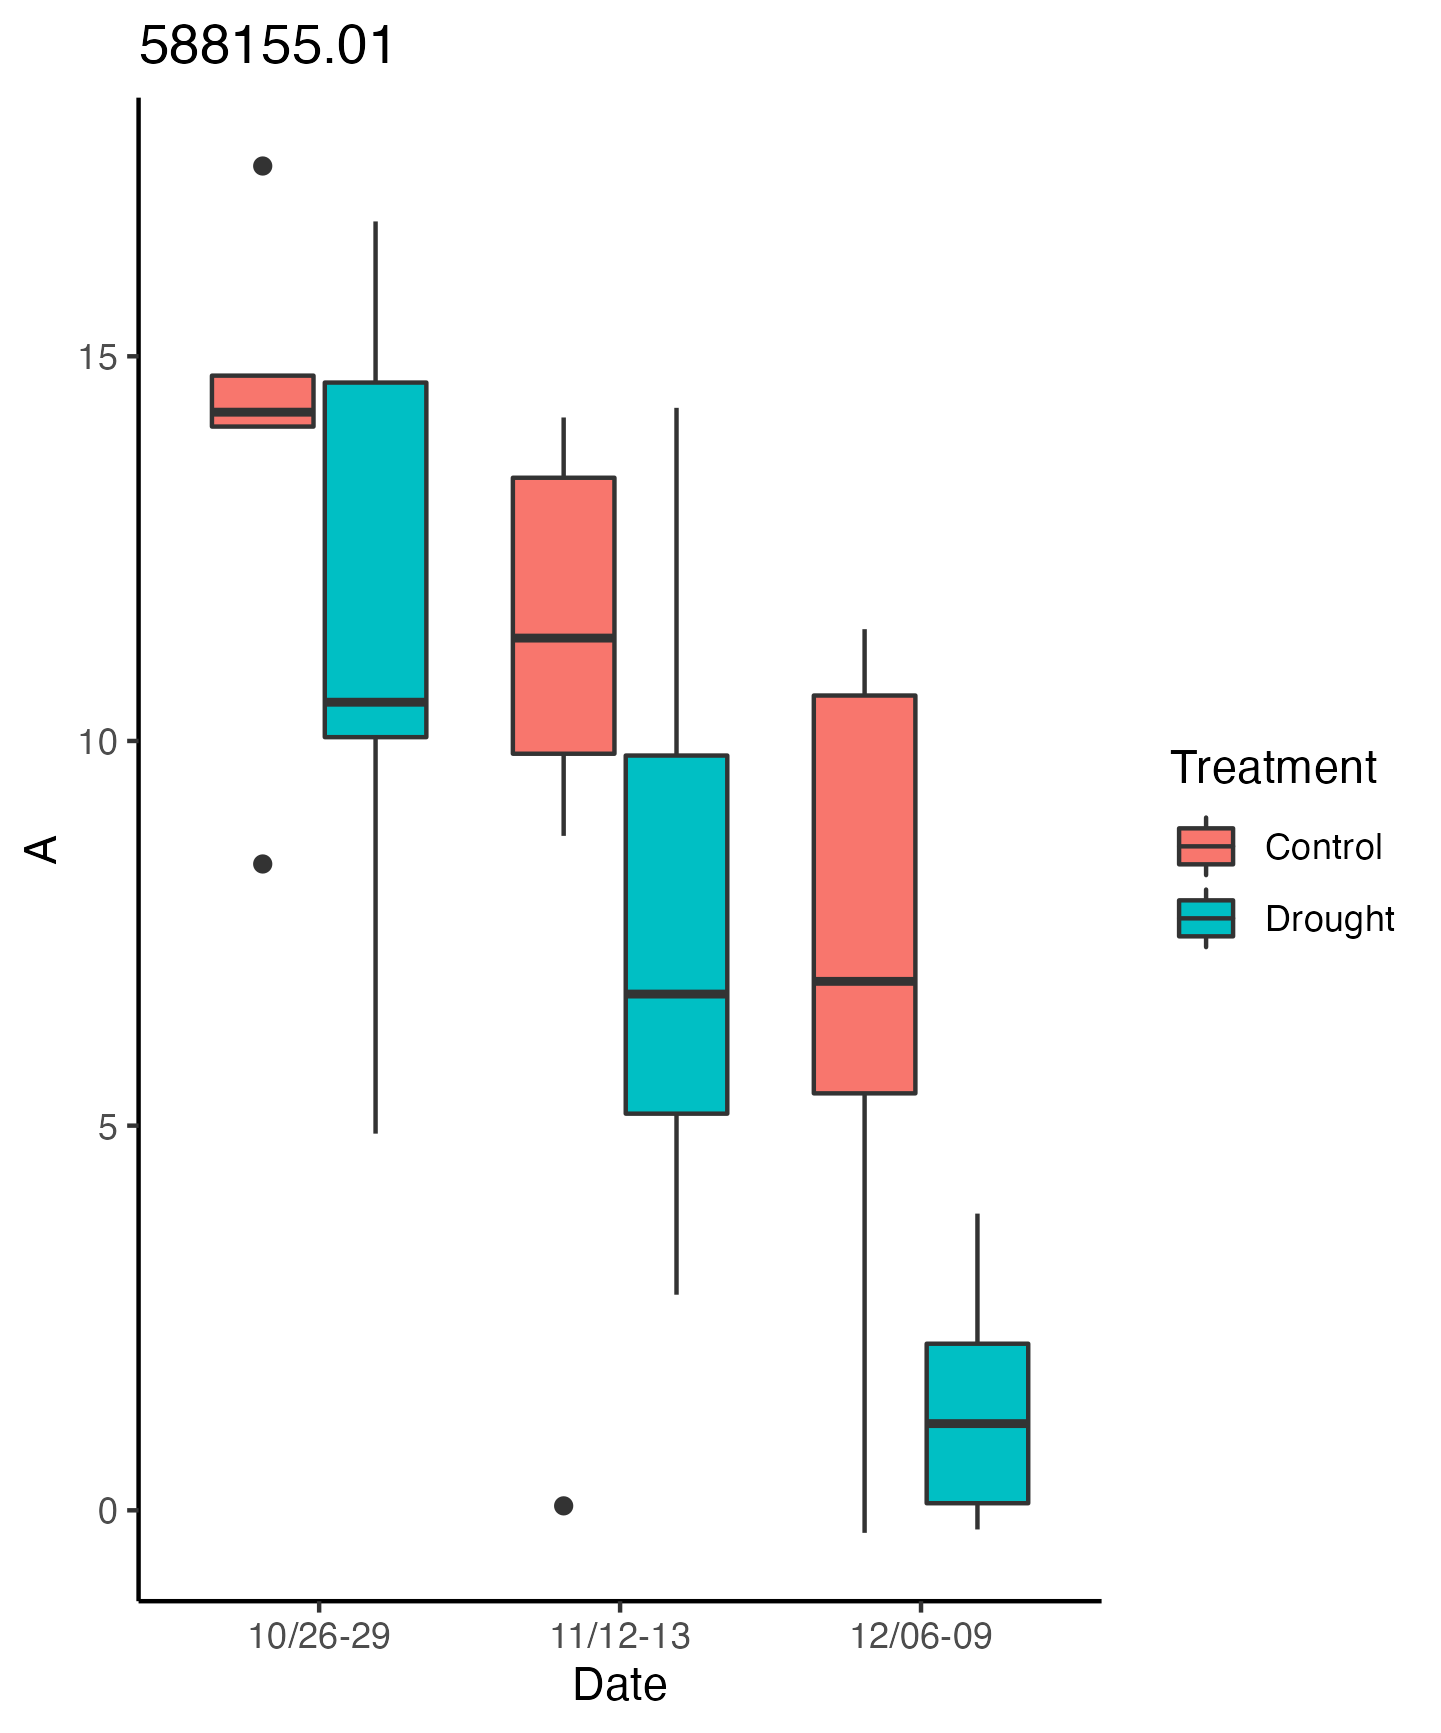 588155.01
15
10
5
0
A
10/26-29
11/12-13
12/06-09
Date
Treatment
Control
Drought